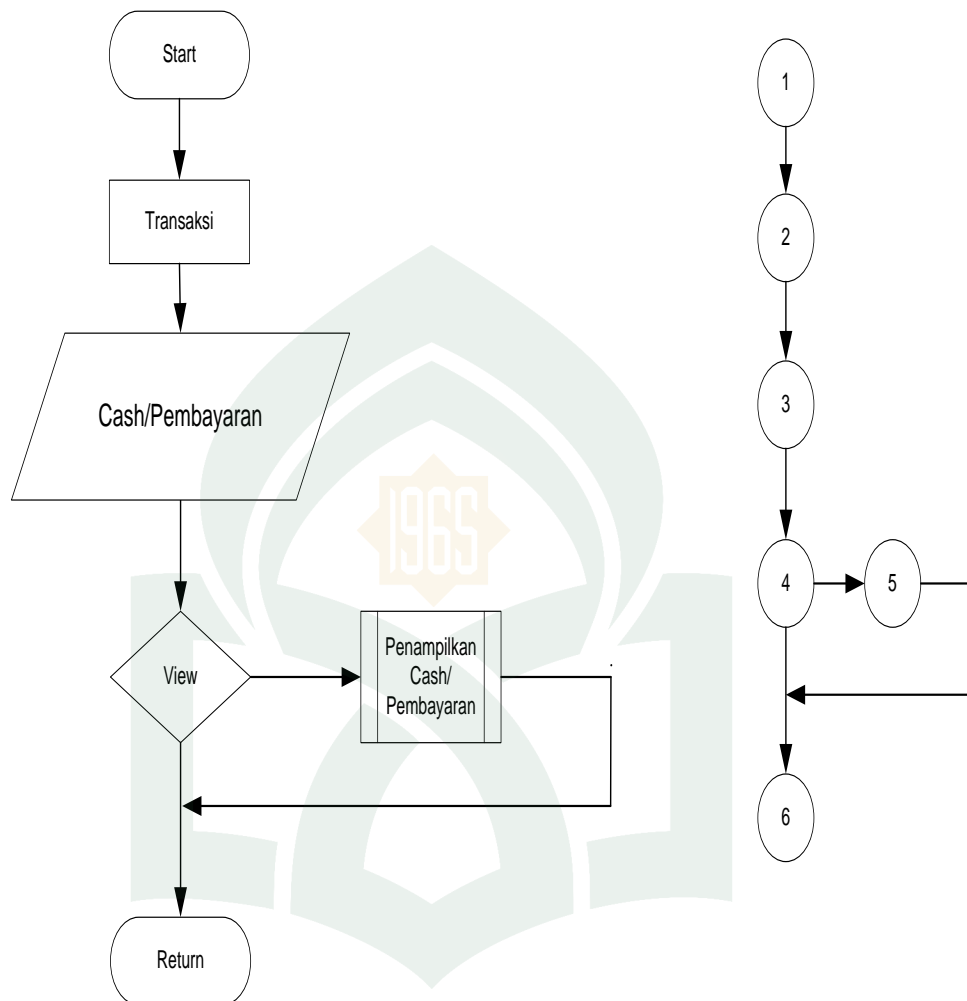 Start
Transaksi
Cash/Pembayaran
View
Penampilkan
Cash/
Pembayaran
Return
1
2
3
4
5
6
1965